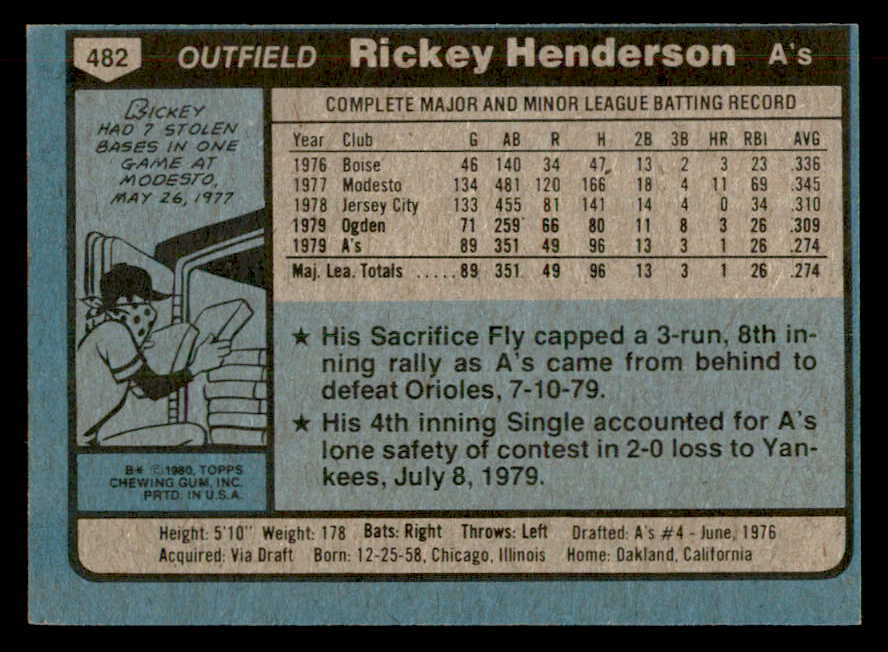 482 OUTFIELD Rickey Henderson A's
RICKEY
HAD 7 STOLEN
BASES IN ONE
GAME AT
MODESTO,
MAY 26, 1977
COMPLETE MAJOR AND MINOR LEAGUE BATTING RECORD
Year Club G AB R H 2B 3B HR RBI AVG
1976 Boise 46 140 34 47 13 2 3 23 .336
1977 Modesto 134 481 120 166 18 4 11 69 .345
1978 Jersey City 133 455 81 141 14 4 0 34 .310
1979 Ogden 71 259 66 80 11 8 3 26 .309
1979 A's 89 351 49 96 13 3 1 26 .274
Maj. Lea. Totals .....89 351 49 96 13 3 1 26 .274
★ His Sacrifice Fly capped a 3-run, 8th in-
ning rally as A's came from behind to
defeat Orioles, 7-10-79.
★ His 4th inning Single accounted for A's
lone safety of contest in 2-0 loss to Yan-
kees, July 8, 1979.
B* ©1980, TOPPS
CHEWING GUM, INC.
PRTD. IN U.S.A.
Height: 5'10" Weight: 178 Bats: Right Throws: Left Drafted: A's #4 - June, 1976
Acquired: Via Draft Born: 12-25-58, Chicago, Illinois Home: Oakland, California